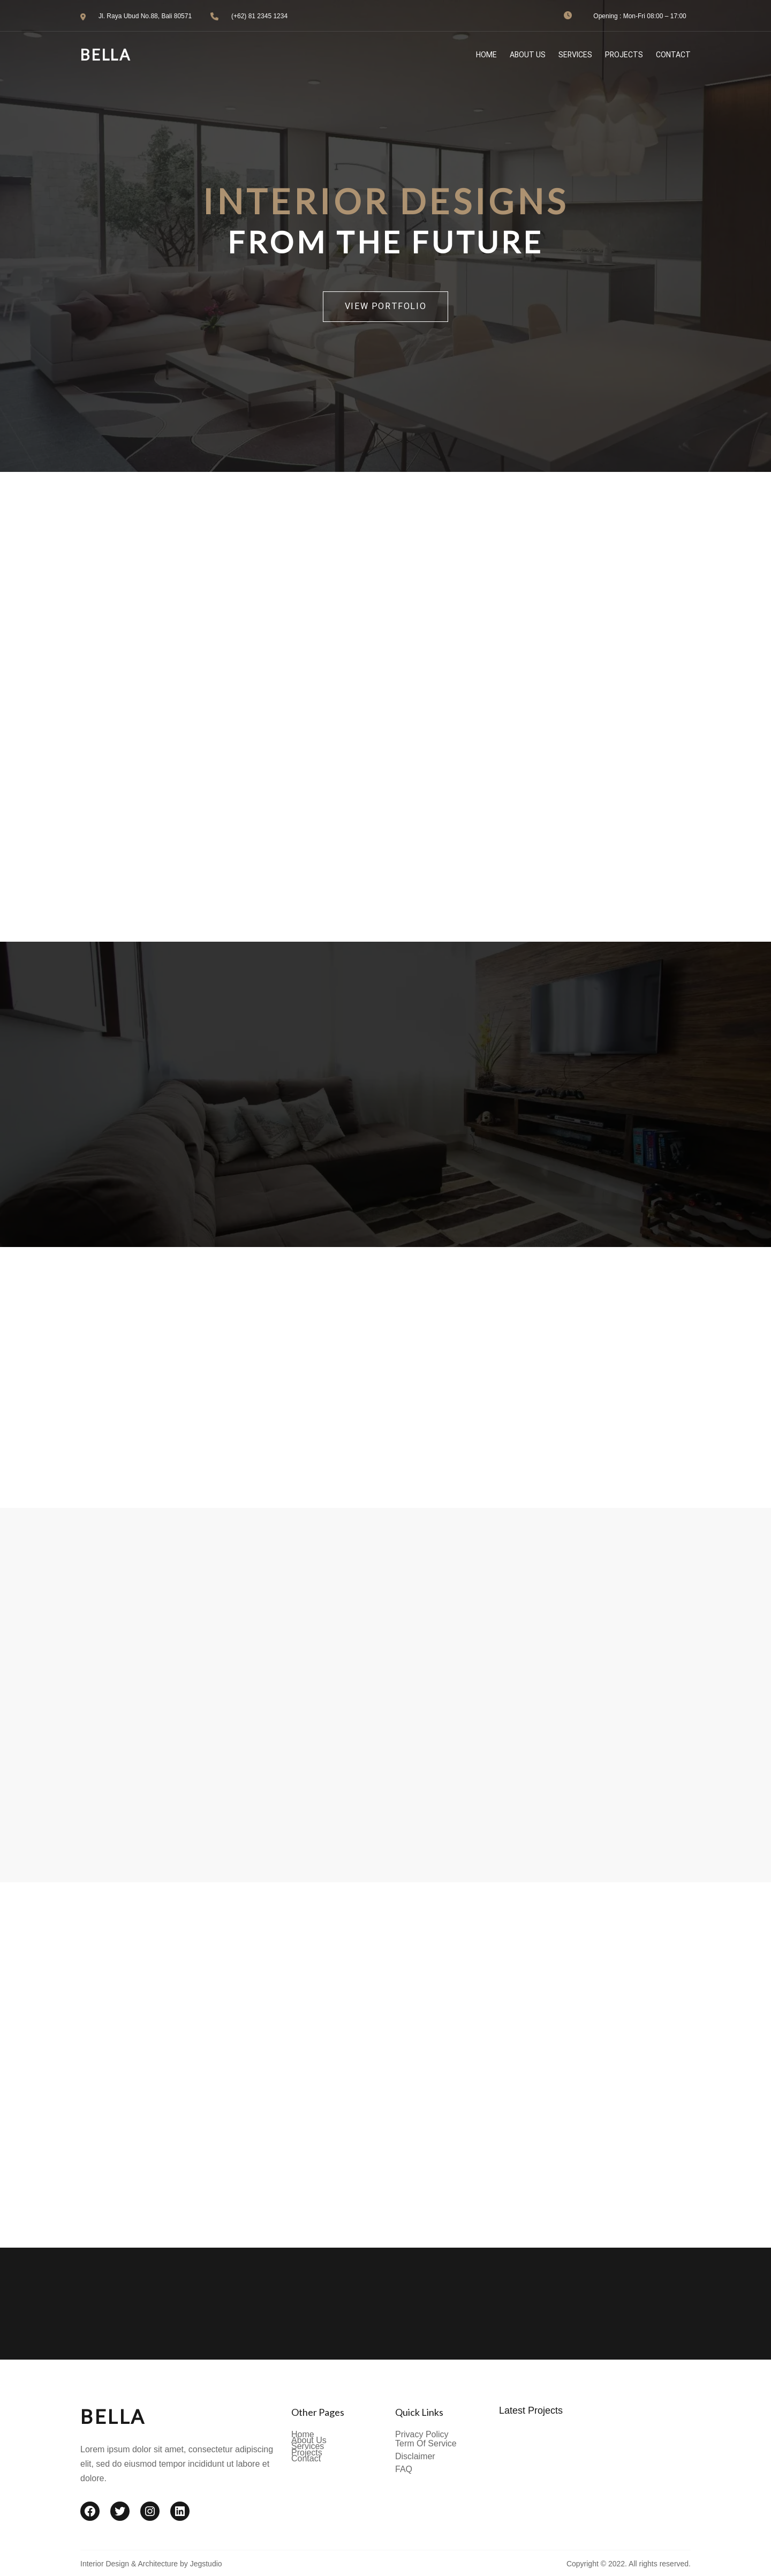 Jl. Raya Ubud No.88, Bali 80571
(+62) 81 2345 1234
Opening : Mon-Fri 08:00 – 17:00
BELLA
HOME ABOUT US SERVICES PROJECTS CONTACT
INTERIOR DESIGNS
FROM THE FUTURE
VIEW PORTFOLIO
BELLA
Lorem ipsum dolor sit amet, consectetur adipiscing
elit, sed do eiusmod tempor incididunt ut labore et
dolore.
Other Pages
Home
About Us
Services
Projects
Contact
Quick Links
Privacy Policy
Term Of Service
Disclaimer
FAQ
Latest Projects
Interior Design & Architecture by Jegstudio
Copyright © 2022. All rights reserved.